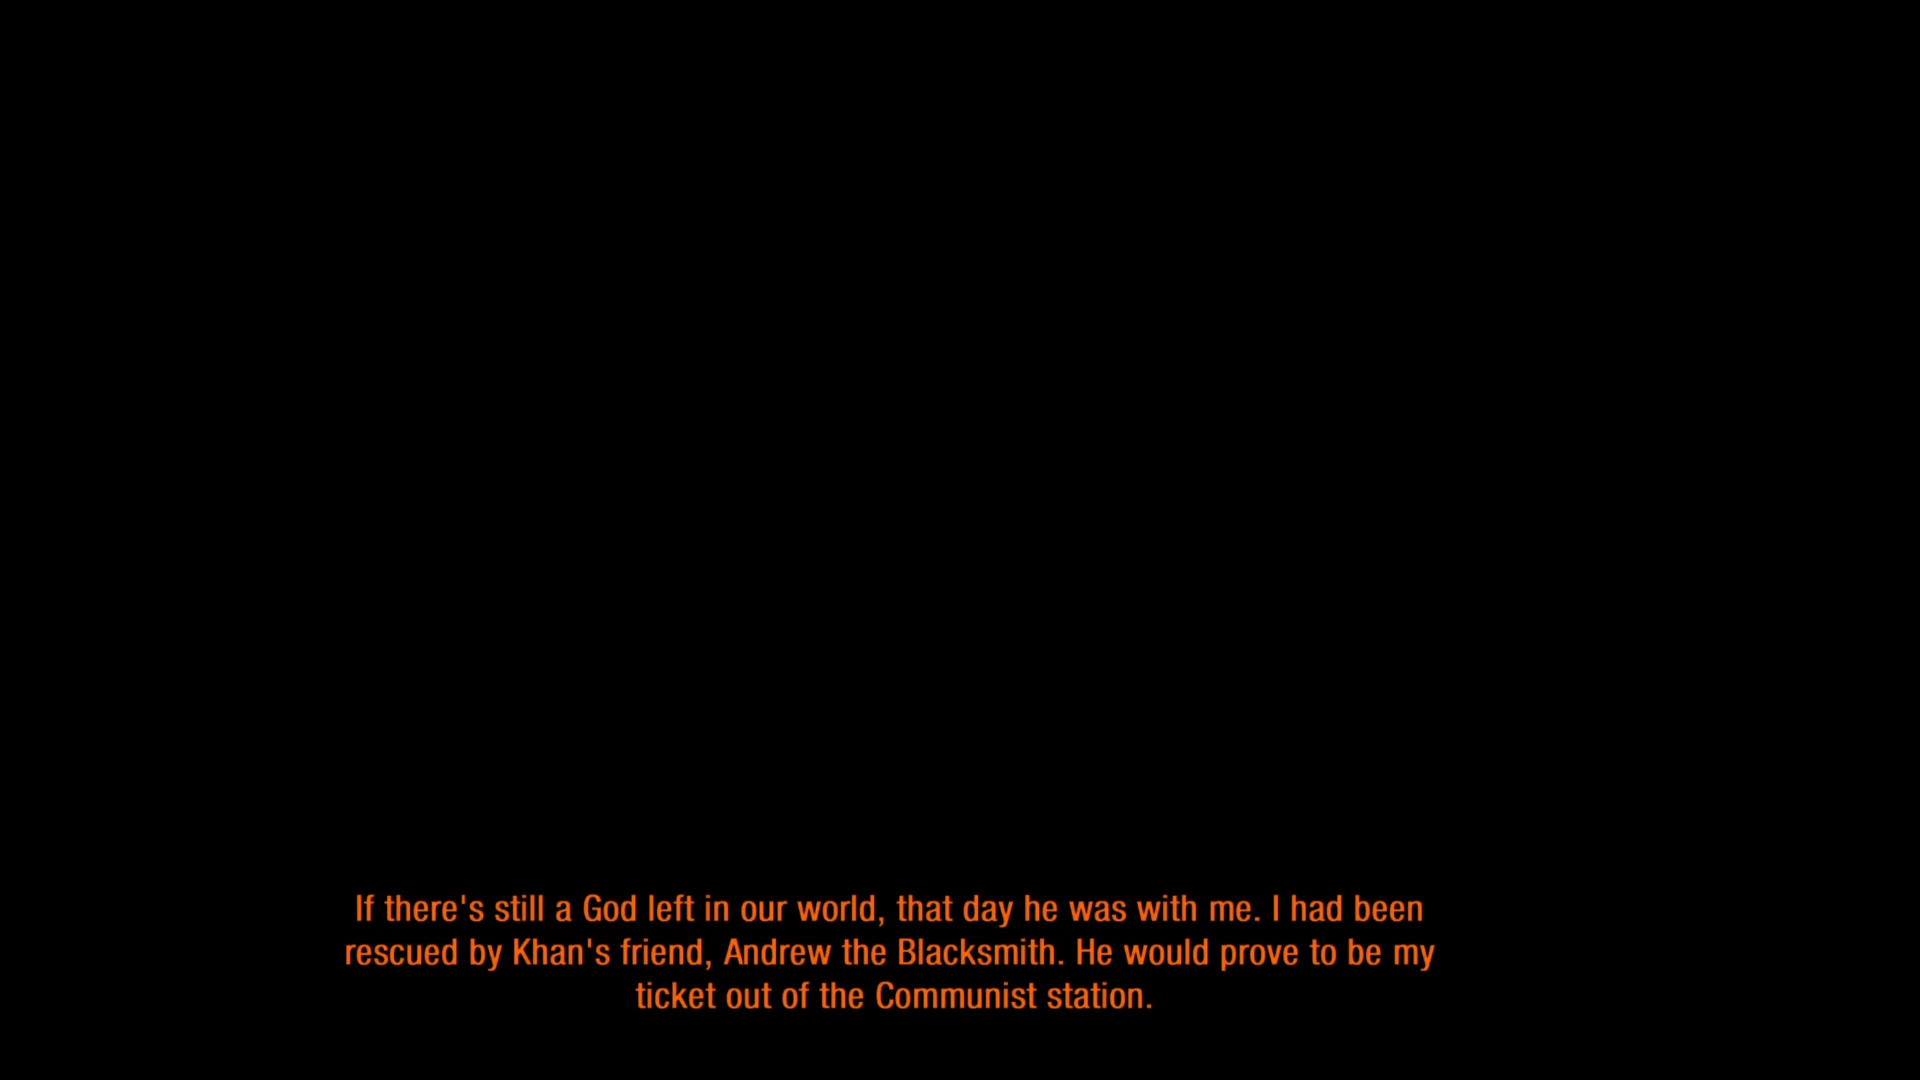 If there's still a God left in our world, that day he was with me. I had been
rescued by Khan's friend, Andrew the Blacksmith. He would prove to be my
ticket out of the Communist station.